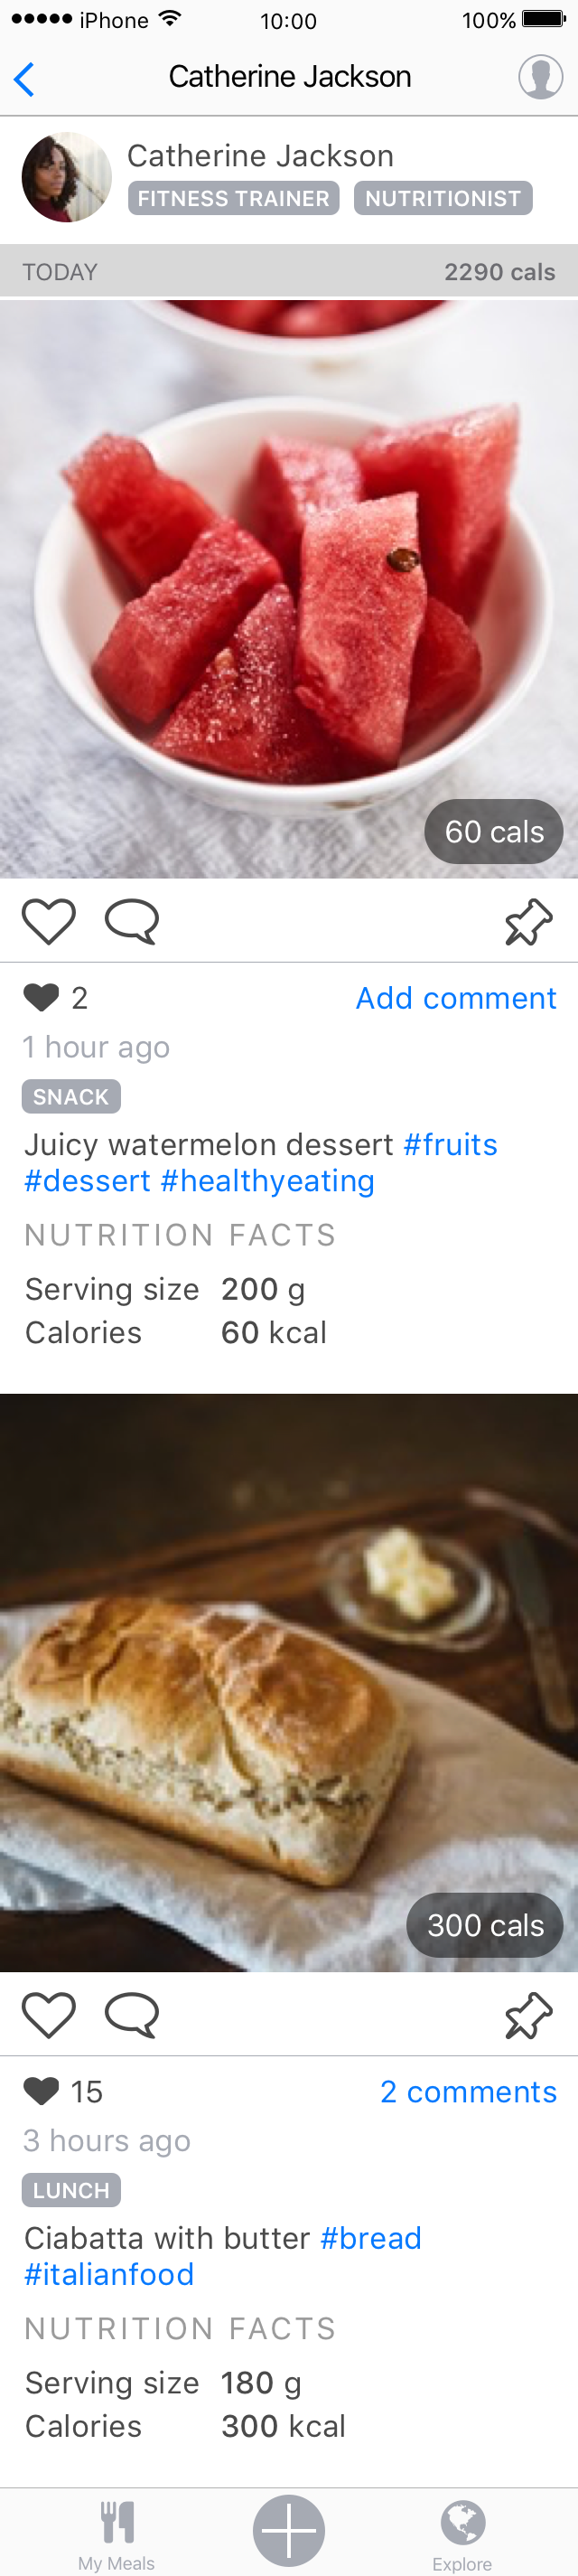 iPhone 10:00 100%
Catherine Jackson
Catherine Jackson
FITNESS TRAINER NUTRITIONIST
TODAY 2290 cals
60 cals
2 Add comment
1 hour ago
SNACK
Juicy watermelon dessert #fruits
#dessert #healthyeating
NUTRITION FACTS
Serving size 200 g
Calories 60 kcal
300 cals
15 2 comments
3 hours ago
LUNCH
Ciabatta with butter #bread
#italianfood
NUTRITION FACTS
Serving size 180 g
Calories 300 kcal
My Meals Explore